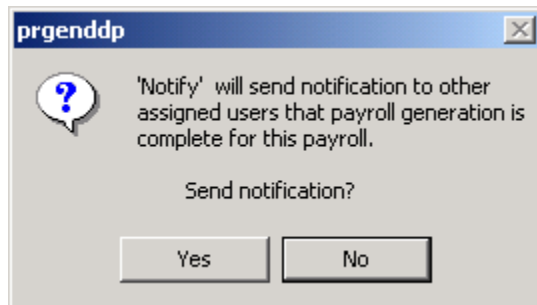 prgenddp
'Notify'  will send notification to other
assigned users that payroll generation is
complete for this payroll.
Send notification?
Yes
No